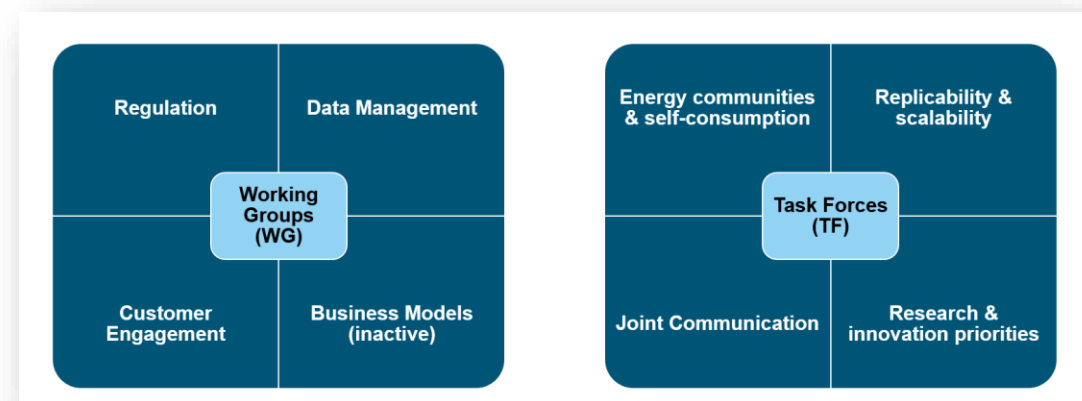 Regulation
Data Management
Working
Groups
(WG)
Customer
Engagement
Business Models
(inactive)
Energy communities
& self-consumption
Replicability &
scalability
Task Forces
(TF)
Joint Communication
Research &
innovation priorities